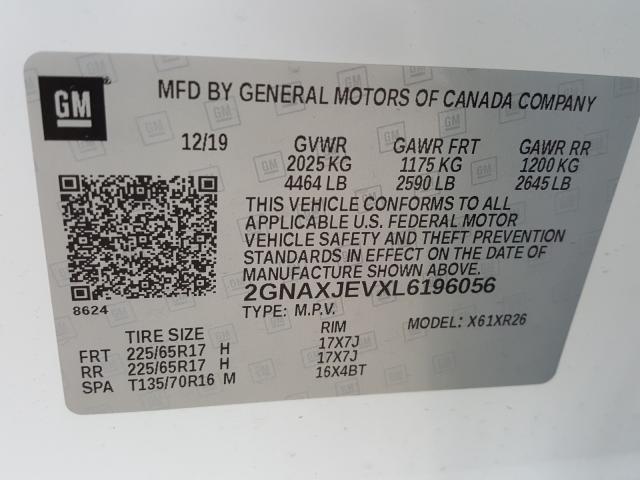 GM
MFD BY GENERAL MOTORS OF CANADA COMPANY
12/19 GVWR GAWR FRT GAWR RR
2025 KG 1175 KG 1200 KG
4464 LB 2590 LB 2645 LB
THIS VEHICLE CONFORMS TO ALL
APPLICABLE U.S. FEDERAL MOTOR
VEHICLE SAFETY AND THEFT PREVENTION
STANDARDS IN EFFECT ON THE DATE OF
MANUFACTURE SHOWN ABOVE.
8624
2GNAXJEVXL6196056
TYPE: M.P.V. MODEL: X61XR26
TIRE SIZE RIM
FRT 225/65R17 H 17X7J
RR 225/65R17 H 17X7J
SPA T135/70R16 M 16X4BT